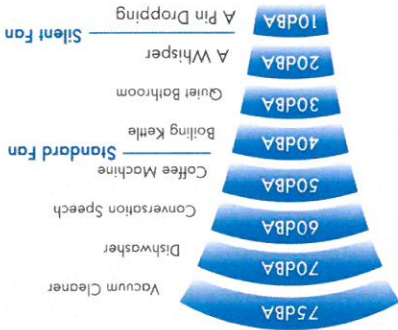 75dBA Vacuum Cleaner
70dBA Dishwasher
60dBA Conversation Speech
50dBA Coffee Machine
Standard Fan
40dBA Boiling Kettle
30dBA Quiet Bathroom
20dBA A Whisper
Silent Fan
10dBA A Pin Dropping